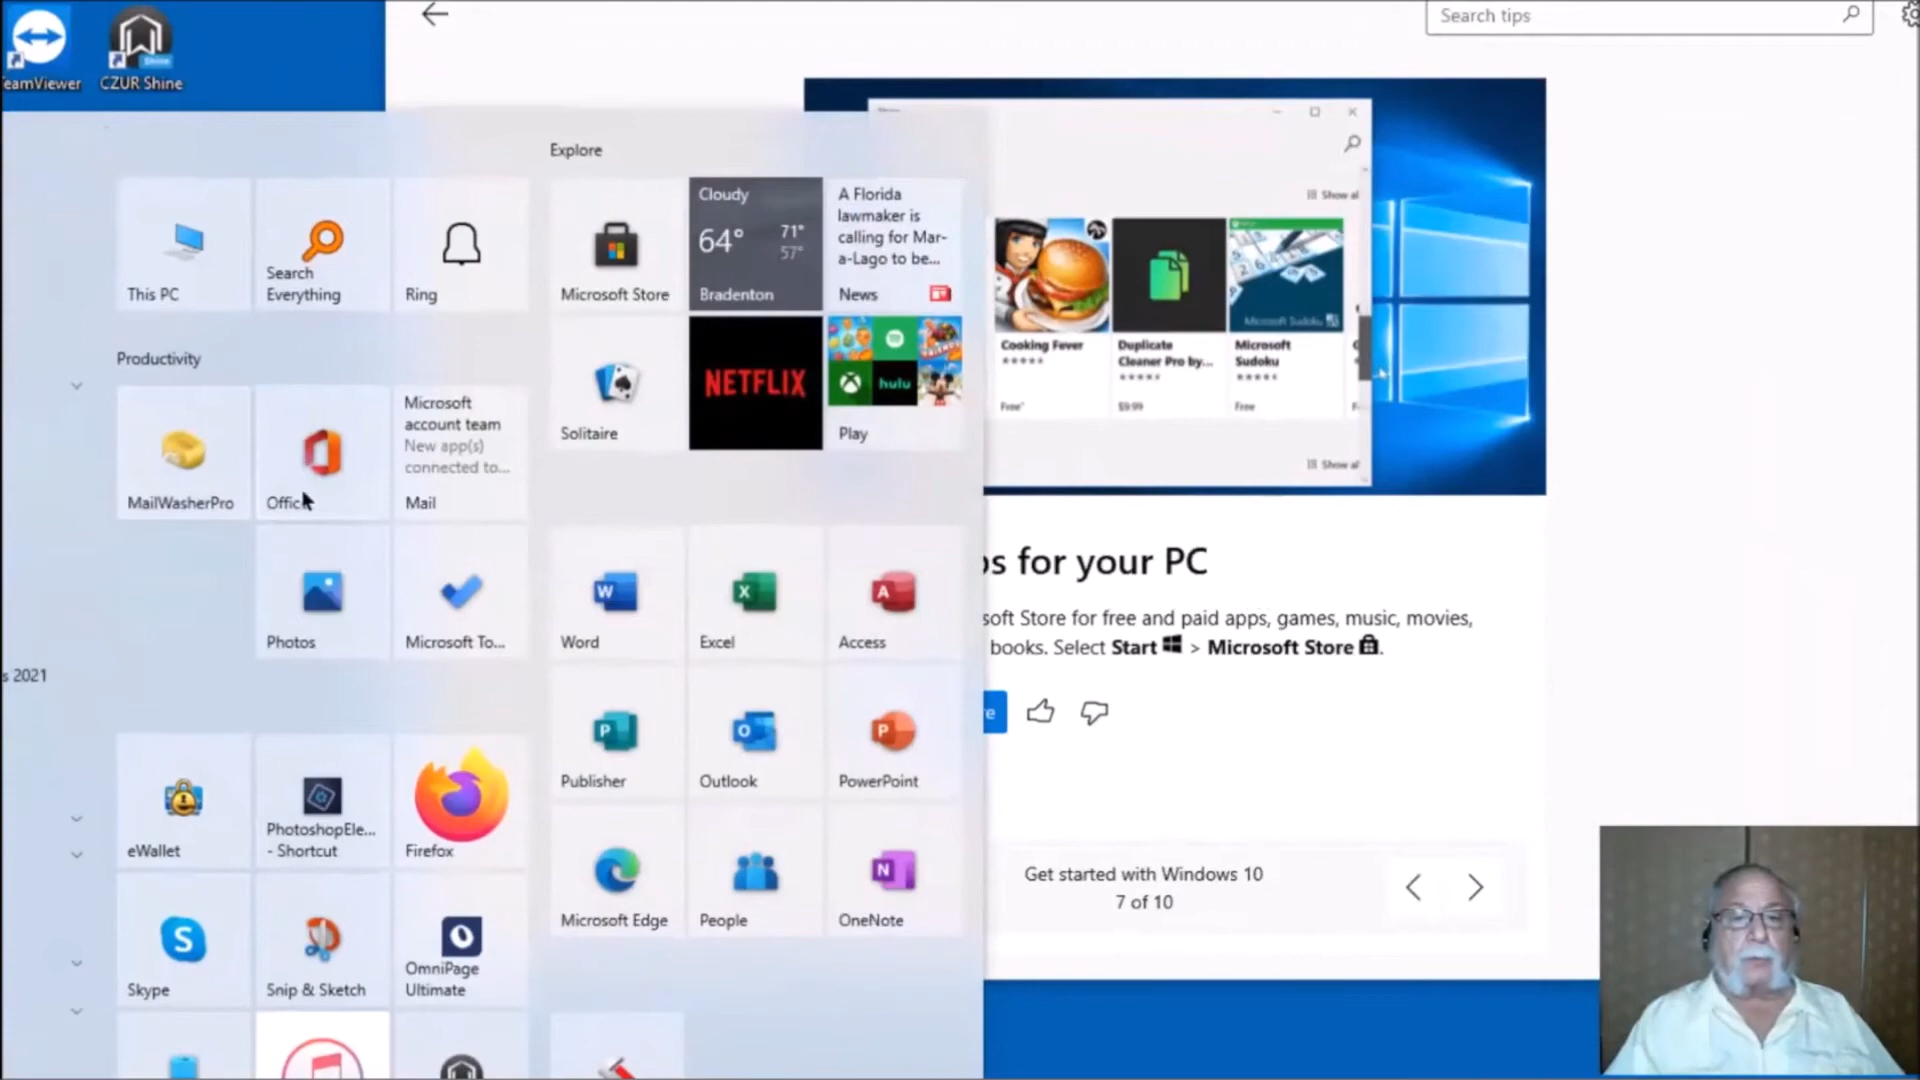 TeamViewer
CZUR Shine
Search tips
Explore
This PC
Search
Everything
Ring
Microsoft Store
Cloudy
64°
71°
57°
Bradenton
A Florida
lawmaker is
calling for Mar-
a-Lago to be...
News
Productivity
Solitaire
NETFLIX
hulu
Play
Show al
Cooking Fever
Free*
Duplicate
Cleaner Pro by...
$9.99
Microsoft Sudoku
Microsoft
Sudoku
Free
Show al
MailWasherPro
Office
Microsoft
account team
New app(s)
connected to...
Mail
Photos
Microsoft To...
Word
Excel
Access
s 2021
Publisher
Outlook
PowerPoint
eWallet
PhotoshopEle...
- Shortcut
Firefox
Microsoft Edge
People
OneNote
Skype
Snip & Sketch
OmniPage
Ultimate
ps for your PC
soft Store for free and paid apps, games, music, movies,
books. Select Start > Microsoft Store .
re
Get started with Windows 10
7 of 10